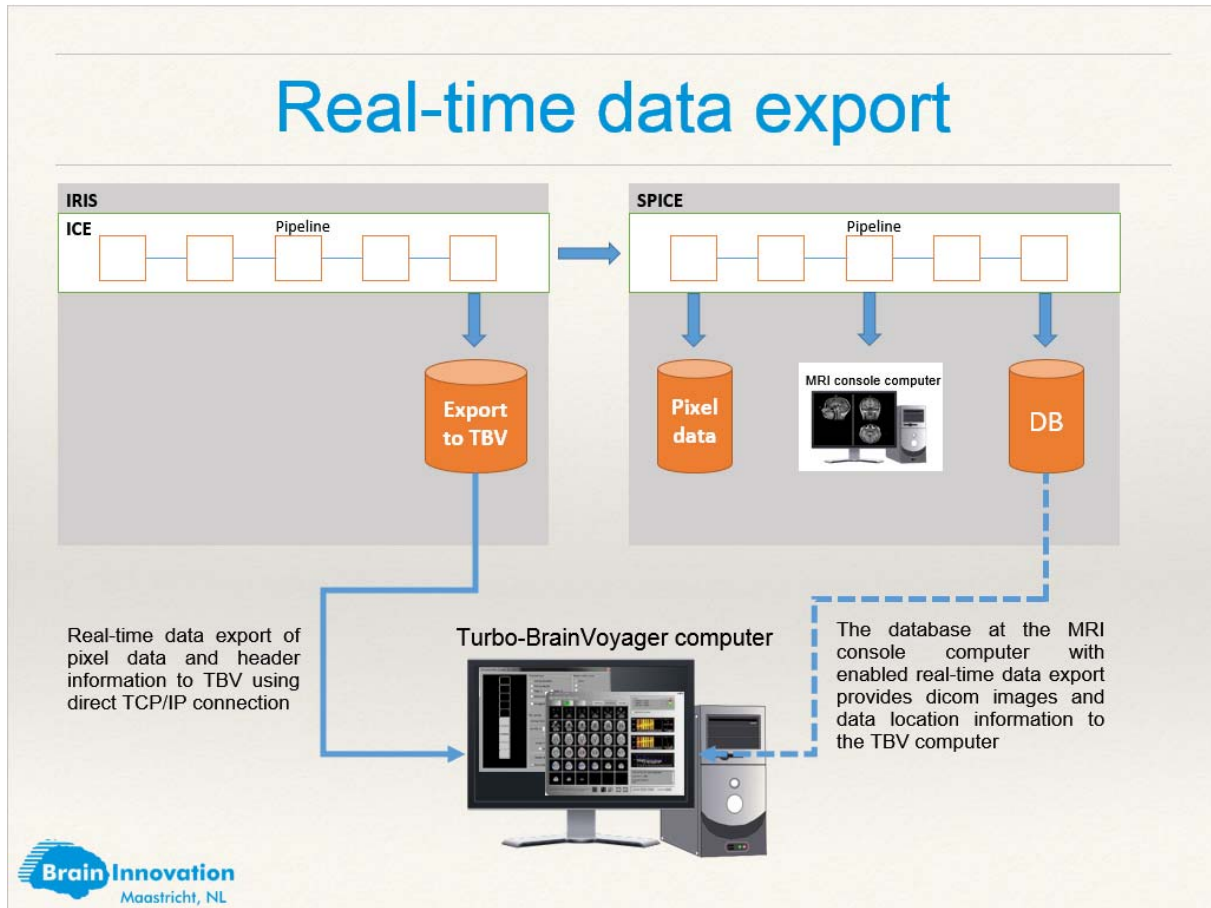 Real-time data export
IRIS
ICE
Pipeline
SPICE
Pipeline
Export
to TBV
Pixel
data
MRI console computer
DB
Real-time data export of
pixel data and header
information to TBV using
direct TCP/IP connection
Turbo-BrainVoyager computer
The database at the MRI
console computer with
enabled real-time data export
provides dicom images and
data location information to
the TBV computer
Brain Innovation
Maastricht, NL